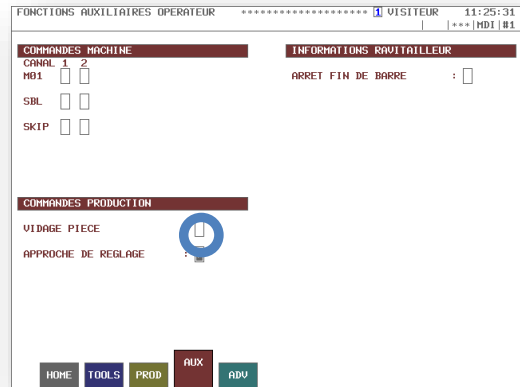 FONCTIONS AUXILIAIRES OPERATEUR ******************* 1 VISITEUR 11:25:31
|***|MDI|#1
COMMANDES MACHINE
CANAL 1 2
M01
SBL
SKIP
INFORMATIONS RAVITAILLEUR
ARRET FIN DE BARRE :
COMMANDES PRODUCTION
VIDAGE PIECE
APPROCHE DE REGLAGE :
HOME TOOLS PROD AUX ADV